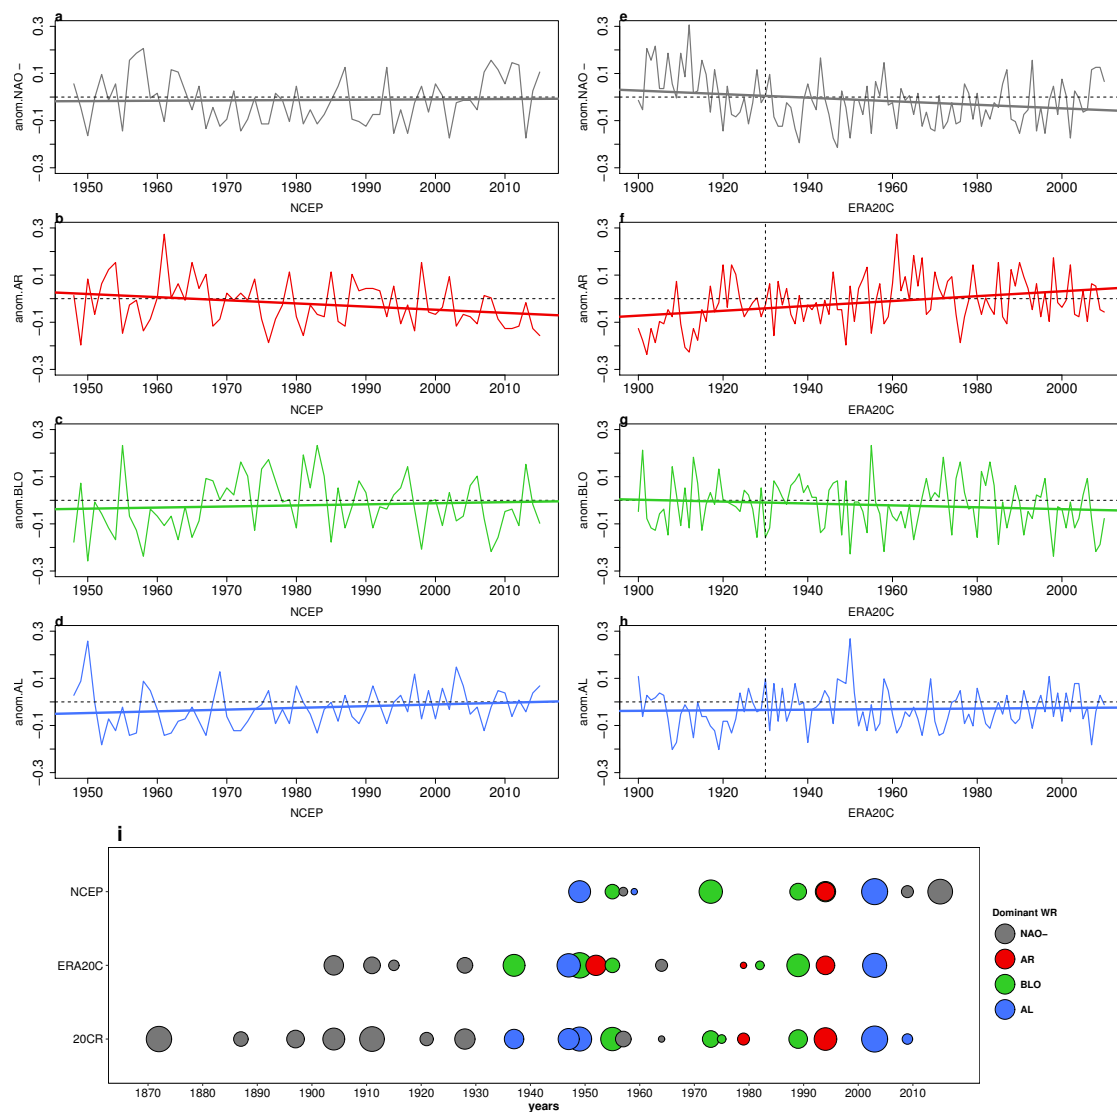 a
anom.NAO −
0.3
0.1
−0.1
−0.3
1950 1960 1970 1980 1990 2000 2010
NCEP
e
anom.NAO −
0.3
0.1
−0.1
−0.3
1900 1920 1940 1960 1980 2000
ERA20C
b
anom.AR
0.3
0.1
−0.1
−0.3
1950 1960 1970 1980 1990 2000 2010
NCEP
f
anom.AR
0.3
0.1
−0.1
−0.3
1900 1920 1940 1960 1980 2000
ERA20C
c
anom.BLO
0.3
0.1
−0.1
−0.3
1950 1960 1970 1980 1990 2000 2010
NCEP
g
anom.BLO
0.3
0.1
−0.1
−0.3
1900 1920 1940 1960 1980 2000
ERA20C
d
anom.AL
0.3
0.1
−0.1
−0.3
1950 1960 1970 1980 1990 2000 2010
NCEP
h
anom.AL
0.3
0.1
−0.1
−0.3
1900 1920 1940 1960 1980 2000
ERA20C
i
NCEP
ERA20C
20CR
1870 1880 1890 1900 1910 1920 1930 1940 1950 1960 1970 1980 1990 2000 2010
years
Dominant WR
NAO−
AR
BLO
AL